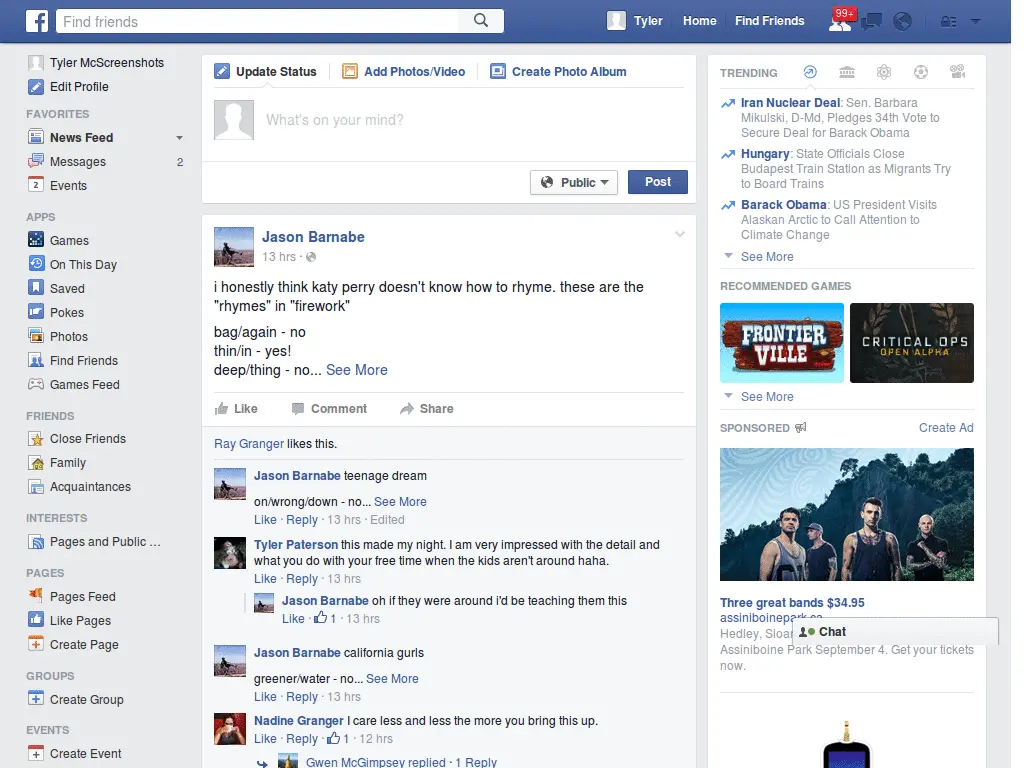 f
Find friends
Tyler
Home
Find Friends
99+
Tyler McScreenshots
Edit Profile
FAVORITES
News Feed
Messages
2
2
Events
APPS
Games
On This Day
Saved
Pokes
Photos
Find Friends
Games Feed
FRIENDS
Close Friends
Family
Acquaintances
INTERESTS
Pages and Public ...
PAGES
Pages Feed
Like Pages
Create Page
GROUPS
Create Group
EVENTS
Create Event
Update Status
Add Photos/Video
Create Photo Album
What's on your mind?
Public
Post
Jason Barnabe
13 hrs ·
i honestly think katy perry doesn't know how to rhyme. these are the
"rhymes" in "firework"
bag/again - no
thin/in - yes!
deep/thing - no... See More
Like
Comment
Share
Ray Granger likes this.
Jason Barnabe teenage dream
on/wrong/down - no... See More
Like · Reply · 13 hrs · Edited
Tyler Paterson this made my night. I am very impressed with the detail and
what you do with your free time when the kids aren't around haha.
Like · Reply · 13 hrs
Jason Barnabe oh if they were around i'd be teaching them this
Like · 1 · 13 hrs
Jason Barnabe california gurls
greener/water - no... See More
Like · Reply · 13 hrs
Nadine Granger I care less and less the more you bring this up.
Like · Reply · 1 · 12 hrs
Gwen McGimpsey replied · 1 Reply
TRENDING
Iran Nuclear Deal: Sen. Barbara
Mikulski, D-Md, Pledges 34th Vote to
Secure Deal for Barack Obama
Hungary: State Officials Close
Budapest Train Station as Migrants Try
to Board Trains
Barack Obama: US President Visits
Alaskan Arctic to Call Attention to
Climate Change
See More
RECOMMENDED GAMES
FRONTIER
VILLE
CRITICAL OPS
OPEN ALPHA
See More
SPONSORED
Create Ad
Three great bands $34.95
assiniboinepark.ca
Hedley, Sloan
Chat
Assiniboine Park September 4. Get your tickets
now.